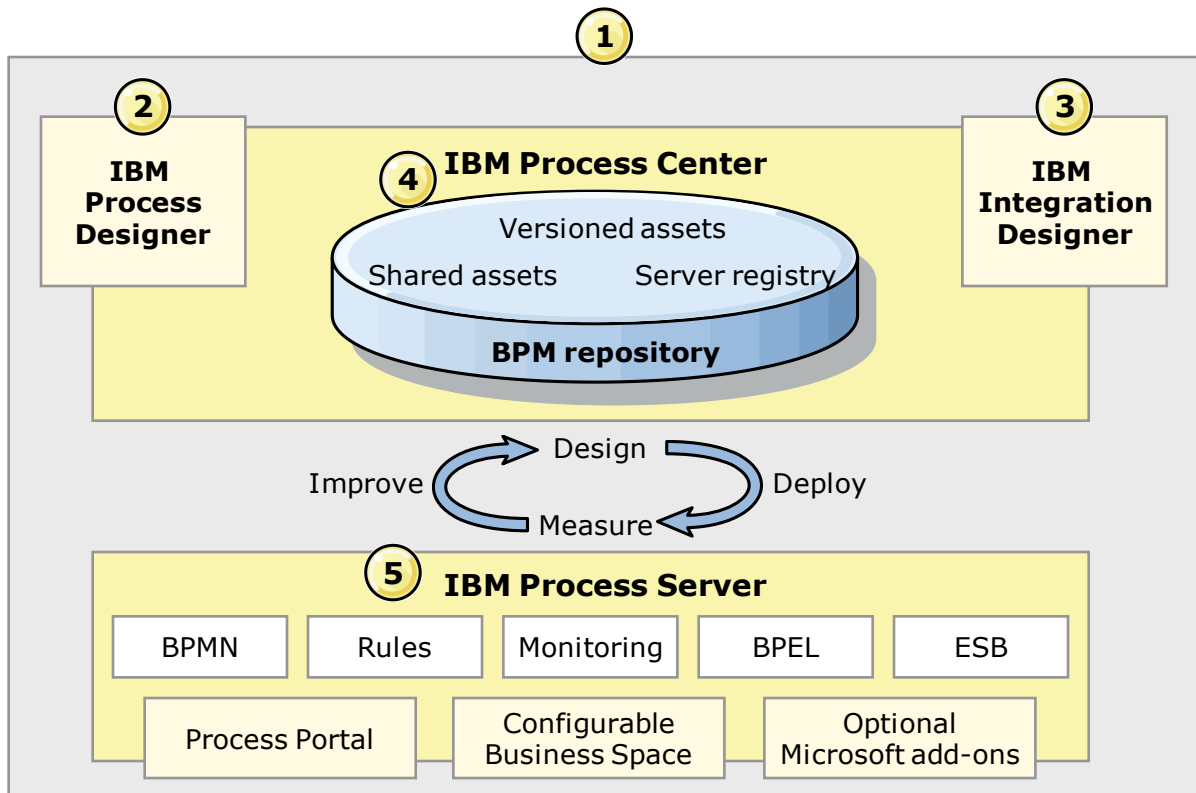 1
2
3
IBM
Process
Designer
IBM Process Center
4
IBM
Integration
Designer
Versioned assets
Shared assets
Server registry
BPM repository
Design
Improve
Deploy
Measure
5
IBM Process Server
BPMN
Rules
Monitoring
BPEL
ESB
Process Portal
Configurable
Business Space
Optional
Microsoft add-ons